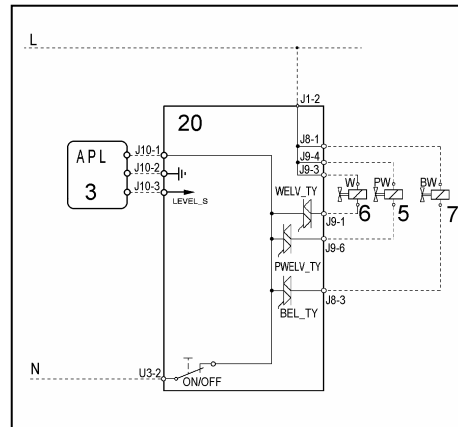 L
J1-2
20
J8-1
J10-1
J9-4
APL
J10-2
J9-3
3
J10-3
LEVEL_S
WELV_TY
W
PW
BW
6
5
7
J9-1
PWELV_TY
J9-6
BEL_TY
J8-3
N
U3-2
ON/OFF